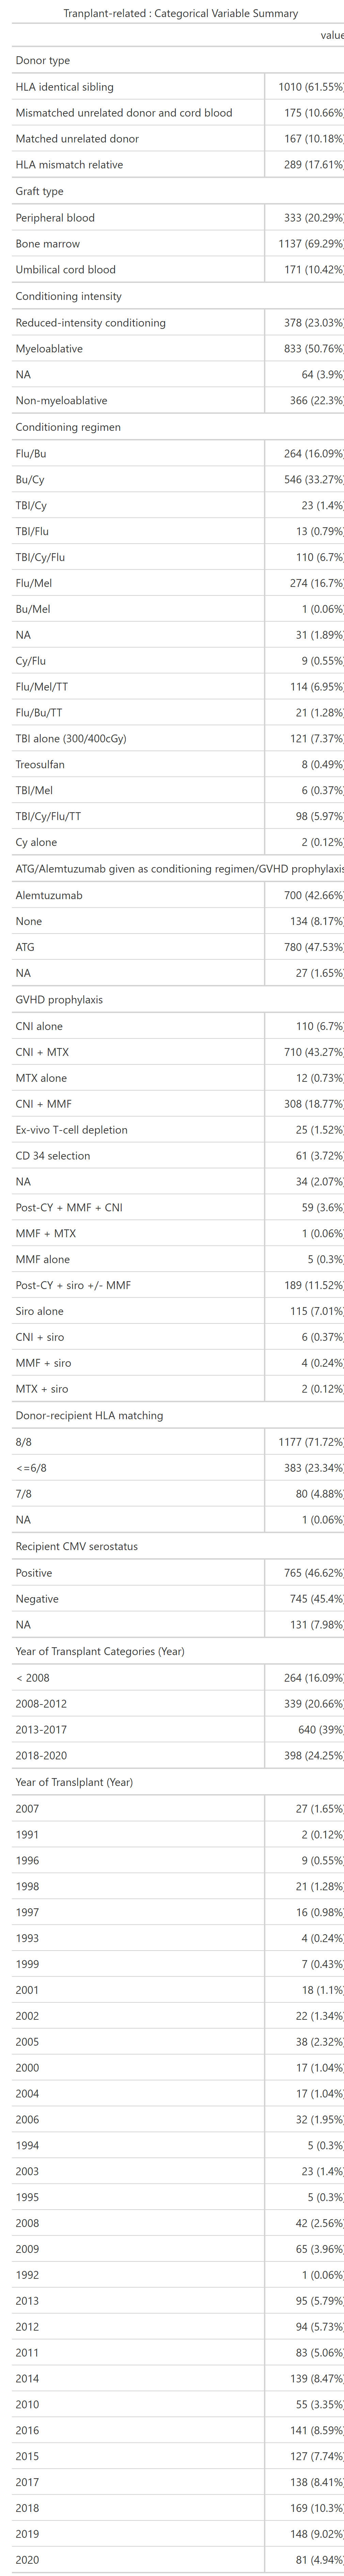 Tranplant-related : Categorical Variable Summary
value
Donor type
HLA identical sibling 1010 (61.55%)
Mismatched unrelated donor and cord blood 175 (10.66%)
Matched unrelated donor 167 (10.18%)
HLA mismatch relative 289 (17.61%)
Graft type
Peripheral blood 333 (20.29%)
Bone marrow 1137 (69.29%)
Umbilical cord blood 171 (10.42%)
Conditioning intensity
Reduced-intensity conditioning 378 (23.03%)
Myeloablative 833 (50.76%)
NA 64 (3.9%)
Non-myeloablative 366 (22.3%)
Conditioning regimen
Flu/Bu 264 (16.09%)
Bu/Cy 546 (33.27%)
TBI/Cy 23 (1.4%)
TBI/Flu 13 (0.79%)
TBI/Cy/Flu 110 (6.7%)
Flu/Mel 274 (16.7%)
Bu/Mel 1 (0.06%)
NA 31 (1.89%)
Cy/Flu 9 (0.55%)
Flu/Mel/TT 114 (6.95%)
Flu/Bu/TT 21 (1.28%)
TBI alone (300/400cGy) 121 (7.37%)
Treosulfan 8 (0.49%)
TBI/Mel 6 (0.37%)
TBI/Cy/Flu/TT 98 (5.97%)
Cy alone 2 (0.12%)
ATG/Alemtuzumab given as conditioning regimen/GVHD prophylaxis
Alemtuzumab 700 (42.66%)
None 134 (8.17%)
ATG 780 (47.53%)
NA 27 (1.65%)
GVHD prophylaxis
CNI alone 110 (6.7%)
CNI + MTX 710 (43.27%)
MTX alone 12 (0.73%)
CNI + MMF 308 (18.77%)
Ex-vivo T-cell depletion 25 (1.52%)
CD 34 selection 61 (3.72%)
NA 34 (2.07%)
Post-CY + MMF + CNI 59 (3.6%)
MMF + MTX 1 (0.06%)
MMF alone 5 (0.3%)
Post-CY + siro +/- MMF 189 (11.52%)
Siro alone 115 (7.01%)
CNI + siro 6 (0.37%)
MMF + siro 4 (0.24%)
MTX + siro 2 (0.12%)
Donor-recipient HLA matching
8/8 1177 (71.72%)
<=6/8 383 (23.34%)
7/8 80 (4.88%)
NA 1 (0.06%)
Recipient CMV serostatus
Positive 765 (46.62%)
Negative 745 (45.4%)
NA 131 (7.98%)
Year of Transplant Categories (Year)
< 2008 264 (16.09%)
2008-2012 339 (20.66%)
2013-2017 640 (39%)
2018-2020 398 (24.25%)
Year of Translplant (Year)
2007 27 (1.65%)
1991 2 (0.12%)
1996 9 (0.55%)
1998 21 (1.28%)
1997 16 (0.98%)
1993 4 (0.24%)
1999 7 (0.43%)
2001 18 (1.1%)
2002 22 (1.34%)
2005 38 (2.32%)
2000 17 (1.04%)
2004 17 (1.04%)
2006 32 (1.95%)
1994 5 (0.3%)
2003 23 (1.4%)
1995 5 (0.3%)
2008 42 (2.56%)
2009 65 (3.96%)
1992 1 (0.06%)
2013 95 (5.79%)
2012 94 (5.73%)
2011 83 (5.06%)
2014 139 (8.47%)
2010 55 (3.35%)
2016 141 (8.59%)
2015 127 (7.74%)
2017 138 (8.41%)
2018 169 (10.3%)
2019 148 (9.02%)
2020 81 (4.94%)